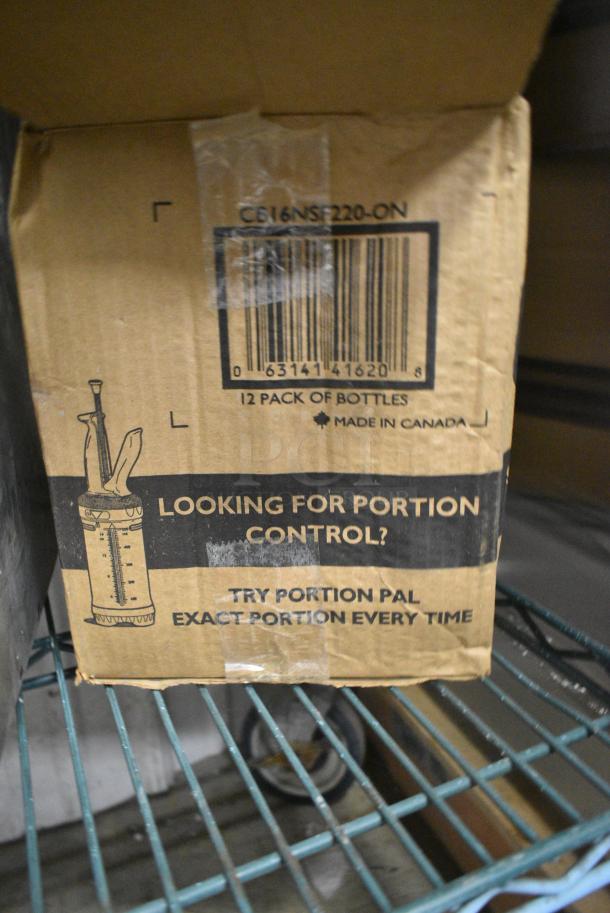 CB16NSF220-ON
0 63141 41620 8
12 PACK OF BOTTLES
MADE IN CANADA
PCI
LOOKING FOR PORTION
CONTROL?
TRY PORTION PAL
EXACT PORTION EVERY TIME